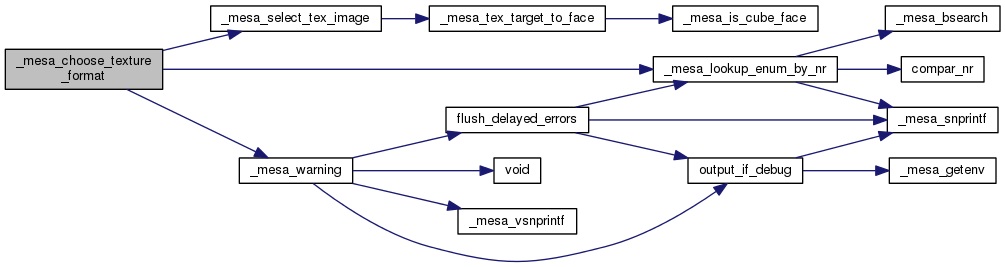 _mesa_choose_texture
_format
_mesa_select_tex_image
_mesa_tex_target_to_face
_mesa_is_cube_face
_mesa_bsearch
_mesa_lookup_enum_by_nr
compar_nr
flush_delayed_errors
_mesa_snprintf
_mesa_warning
void
output_if_debug
_mesa_getenv
_mesa_vsnprintf